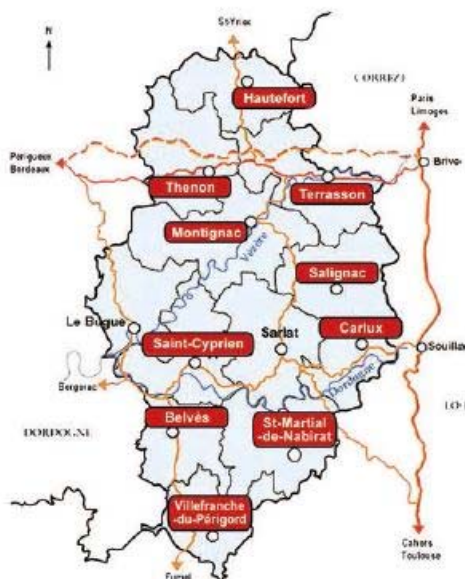 St-Yrieix
N
Hautefort
CORREZE
Paris
Limoges
Périgueux
Bordeaux
Brive
Thenon
Terrasson
Montignac
Vézère
Salignac
Le Bugue
Carlux
Saint-Cyprien
Sarlat
Souillac
Bergerac
Dordogne
Belvès
St-Martial
-de-Nabirat
DORDOGNE
LOT
Villefranche
-du-Périgord
Cahors
Toulouse
Fumel